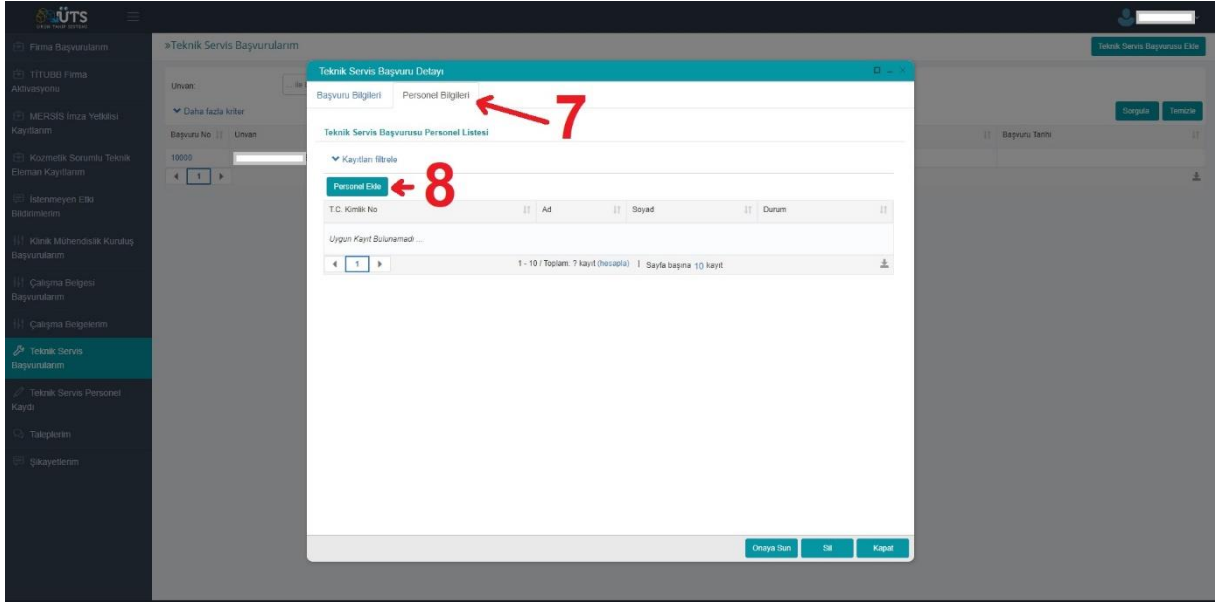 ÜTS
ÜRÜN TAKİP SİSTEMİ
Firma Başvurularım
TİTUBB Firma
Aktivasyonu
MERSİS İmza Yetkilisi
Kayıtlarım
Kozmetik Sorumlu Teknik
Eleman Kayıtlarım
İstenmeyen Etki
Bildirimlerim
Klinik Mühendislik Kuruluş
Başvurularım
Çalışma Belgesi
Başvurularım
Çalışma Belgelerim
Teknik Servis
Başvurularım
Teknik Servis Personel
Kaydı
Taleplerim
Şikayetlerim
»Teknik Servis Başvurularım
Teknik Servis Başvurusu Ekle
Unvan:
... ile
Daha fazla kriter
Sorgula
Temizle
Başvuru No
Unvan
Başvuru Tarihi
10000
1
Teknik Servis Başvuru Detayı
Başvuru Bilgileri
Personel Bilgileri
7
Teknik Servis Başvurusu Personel Listesi
Kayıtları filtrele
Personel Ekle
8
T.C. Kimlik No
Ad
Soyad
Durum
Uygun Kayıt Bulunamadı ...
1
1 - 10 / Toplam: ? kayıt (hesapla) | Sayfa başına 10 kayıt
Onaya Sun
Sil
Kapat